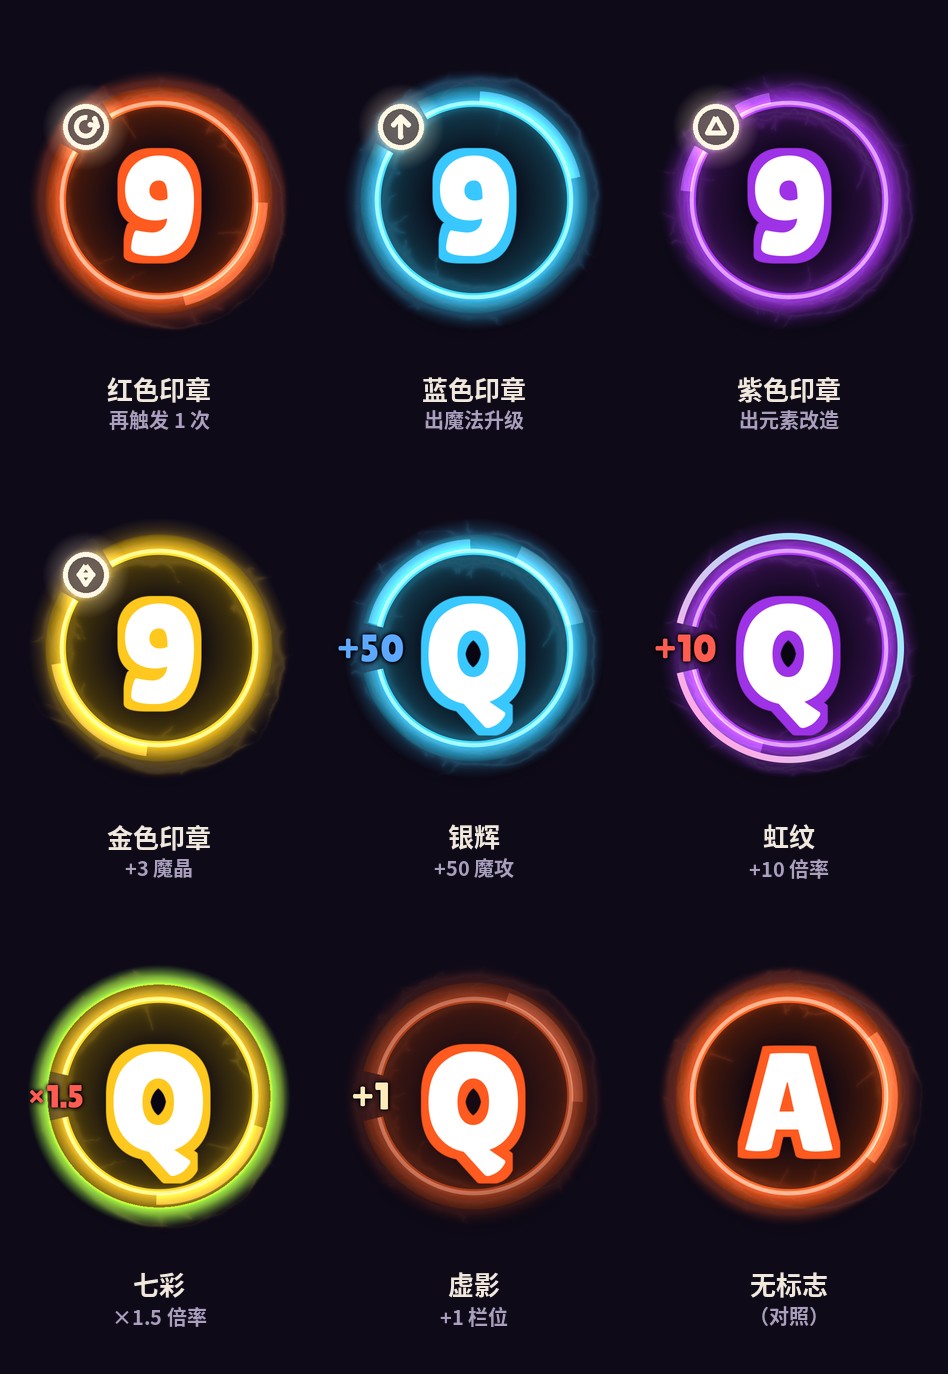 9
9
9
红色印章
蓝色印章
紫色印章
再触发 1 次
出魔法升级
出元素改造
9
+50
Q
+10
Q
金色印章
银辉
虹纹
+3 魔晶
+50 魔攻
+10 倍率
×1.5
Q
+1
Q
A
七彩
虚影
无标志
×1.5 倍率
+1 栏位
（对照）